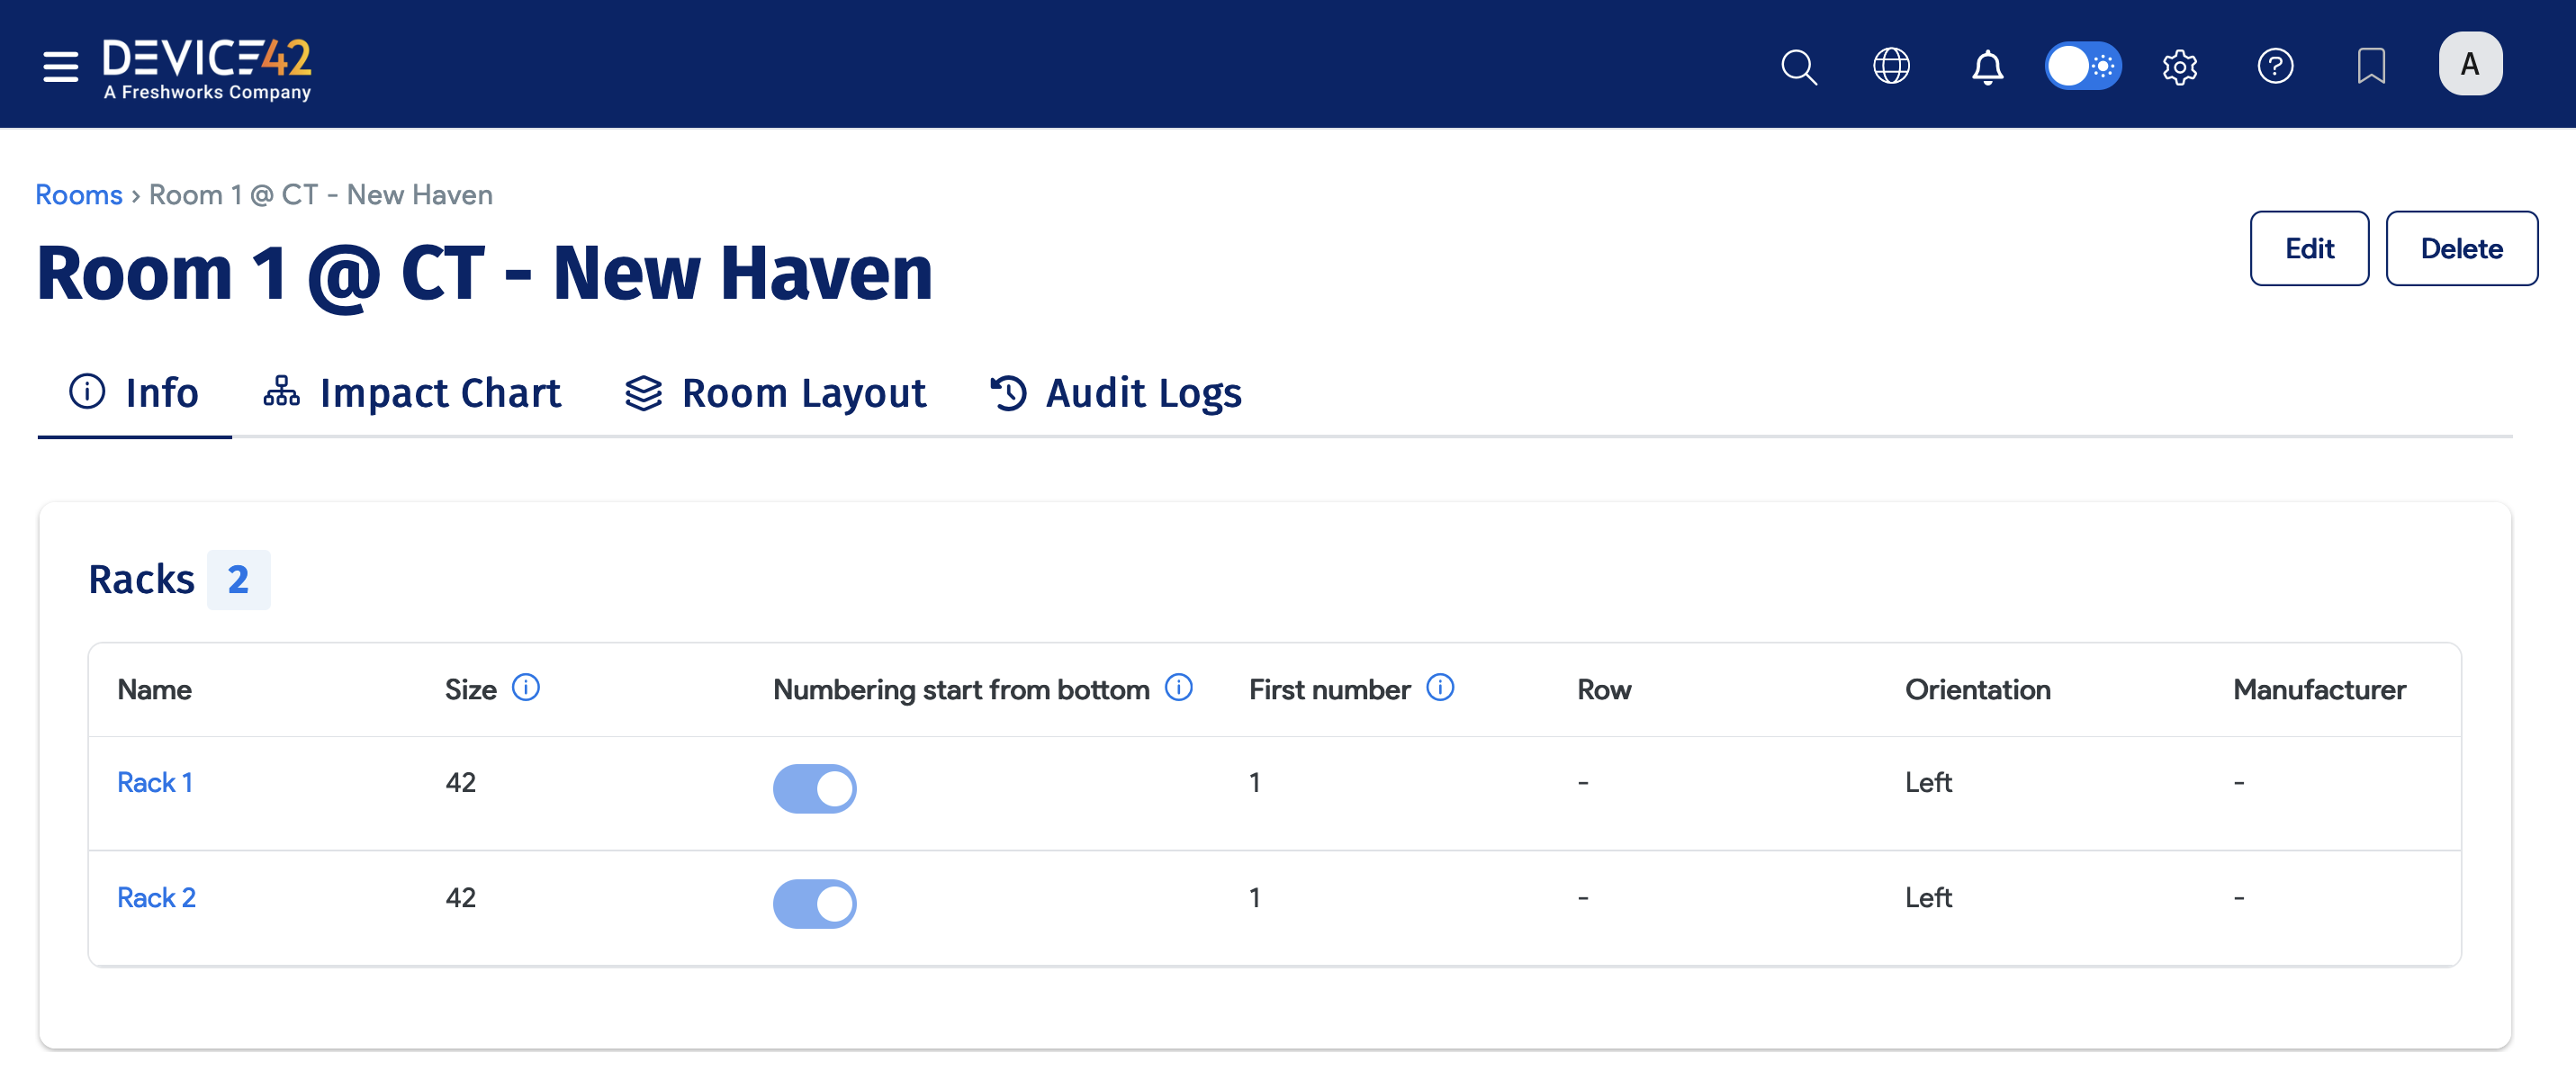 DEVICE42
A Freshworks Company
A
Rooms › Room 1 @ CT - New Haven
Room 1 @ CT - New Haven
Edit
Delete
Info
Impact Chart
Room Layout
Audit Logs
Racks 2
Name Size Numbering start from bottom First number Row Orientation Manufacturer
Rack 1 42 1 - Left -
Rack 2 42 1 - Left -